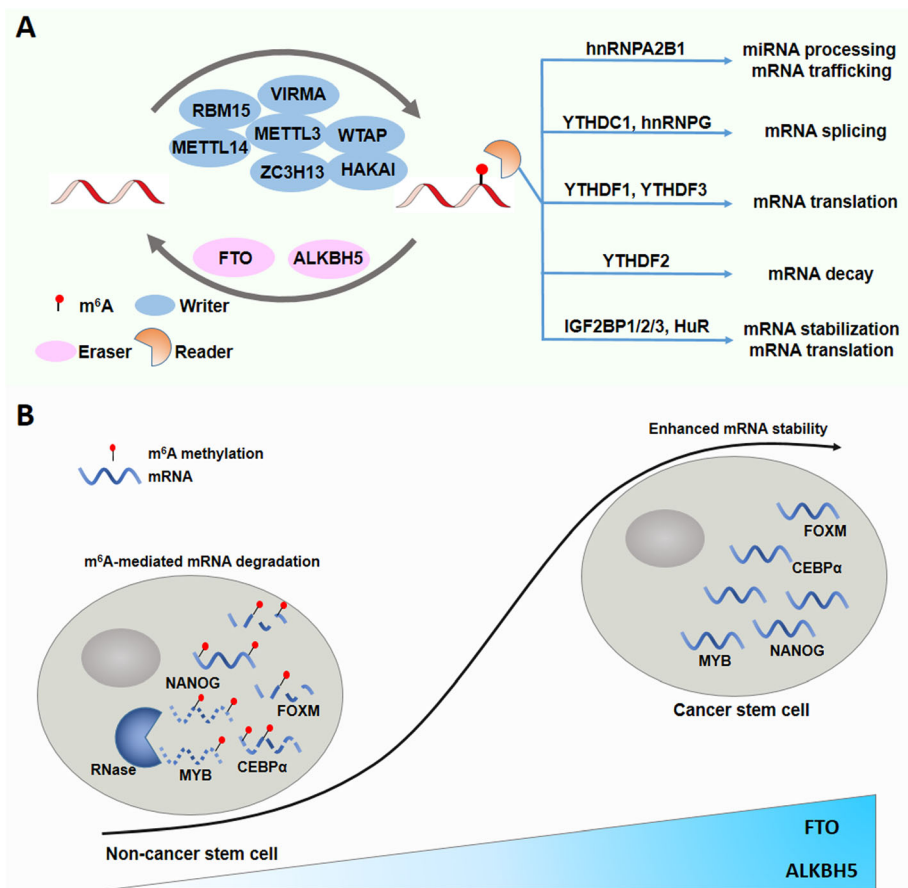 A
hnRNPA2B1
miRNA processing
mRNA trafficking
VIRMA
RBM15
METTL3
WTAP
METTL14
ZC3H13
HAKAI
YTHDC1, hnRNPG
mRNA splicing
YTHDF1, YTHDF3
mRNA translation
FTO
ALKBH5
YTHDF2
mRNA decay
m⁶A
Writer
Eraser
Reader
IGF2BP1/2/3, HuR
mRNA stabilization
mRNA translation
B
m⁶A methylation
mRNA
Enhanced mRNA stability
m⁶A-mediated mRNA degradation
FOXM
CEBPα
MYB
NANOG
Cancer stem cell
NANOG
FOXM
RNase
MYB
CEBPα
Non-cancer stem cell
FTO
ALKBH5